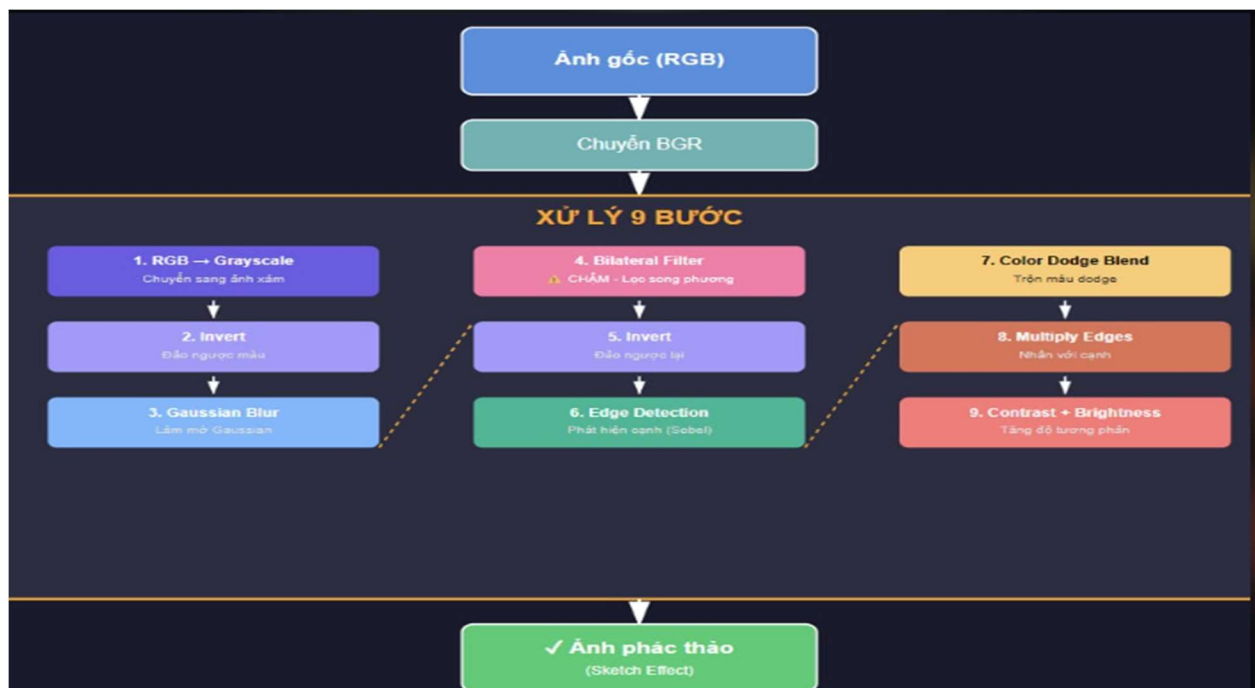 Ảnh gốc (RGB)
Chuyển BGR
XỬ LÝ 9 BƯỚC
1. RGB → Grayscale
Chuyển sang ảnh xám
2. Invert
Đảo ngược màu
3. Gaussian Blur
Làm mờ Gaussian
4. Bilateral Filter
⚠ CHẬM - Lọc song phương
5. Invert
Đảo ngược lại
6. Edge Detection
Phát hiện cạnh (Sobel)
7. Color Dodge Blend
Trộn màu dodge
8. Multiply Edges
Nhân với cạnh
9. Contrast + Brightness
Tăng độ tương phản
✓ Ảnh phác thảo
(Sketch Effect)